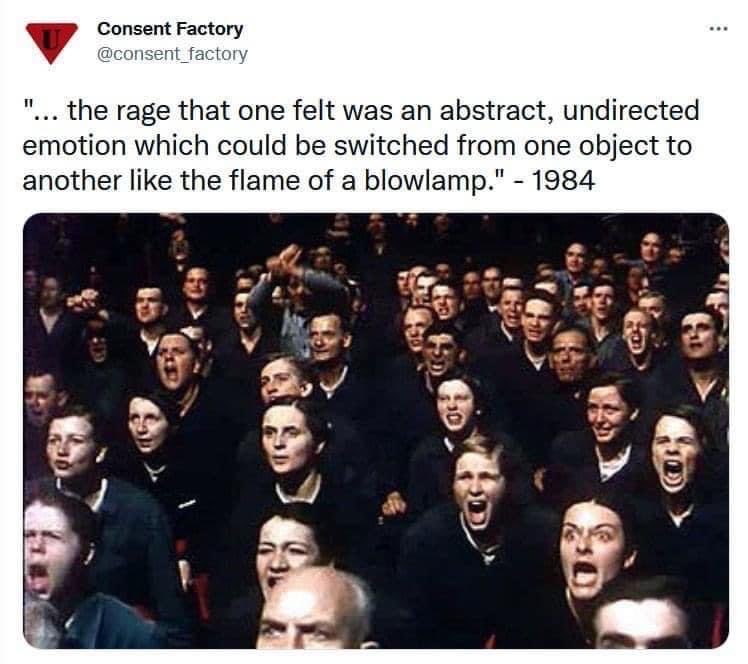 U
Consent Factory
@consent_factory
"... the rage that one felt was an abstract, undirected
emotion which could be switched from one object to
another like the flame of a blowlamp." - 1984